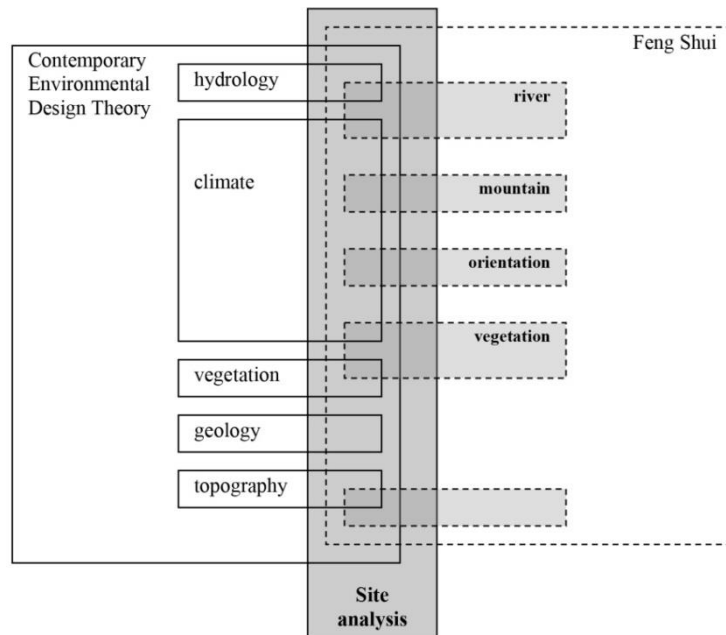 Feng Shui
Contemporary
Environmental
Design Theory
hydrology
river
climate
mountain
orientation
vegetation
vegetation
geology
topography
Site
analysis